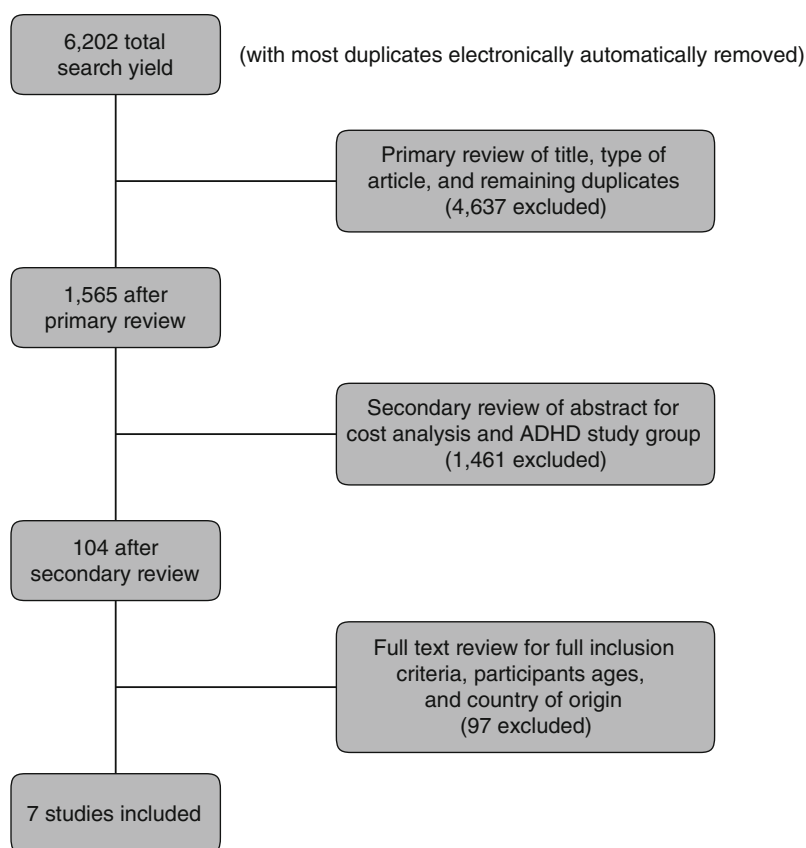 6,202 total
search yield
(with most duplicates electronically automatically removed)
Primary review of title, type of
article, and remaining duplicates
(4,637 excluded)
1,565 after
primary review
Secondary review of abstract for
cost analysis and ADHD study group
(1,461 excluded)
104 after
secondary review
Full text review for full inclusion
criteria, participants ages,
and country of origin
(97 excluded)
7 studies included